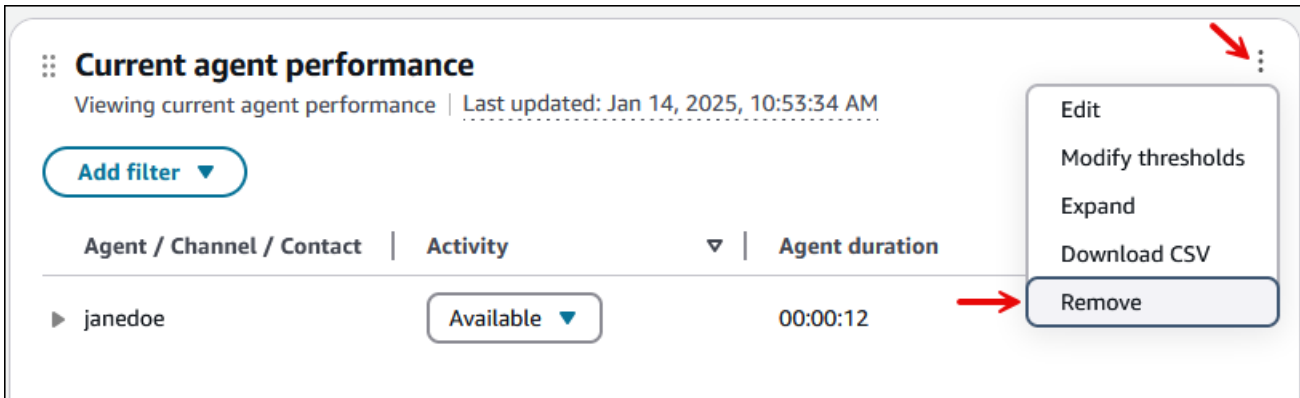 Current agent performance
Viewing current agent performance | Last updated: Jan 14, 2025, 10:53:34 AM
Add filter
Agent / Channel / Contact
Activity
Agent duration
janedoe
Available
00:00:12
Edit
Modify thresholds
Expand
Download CSV
Remove